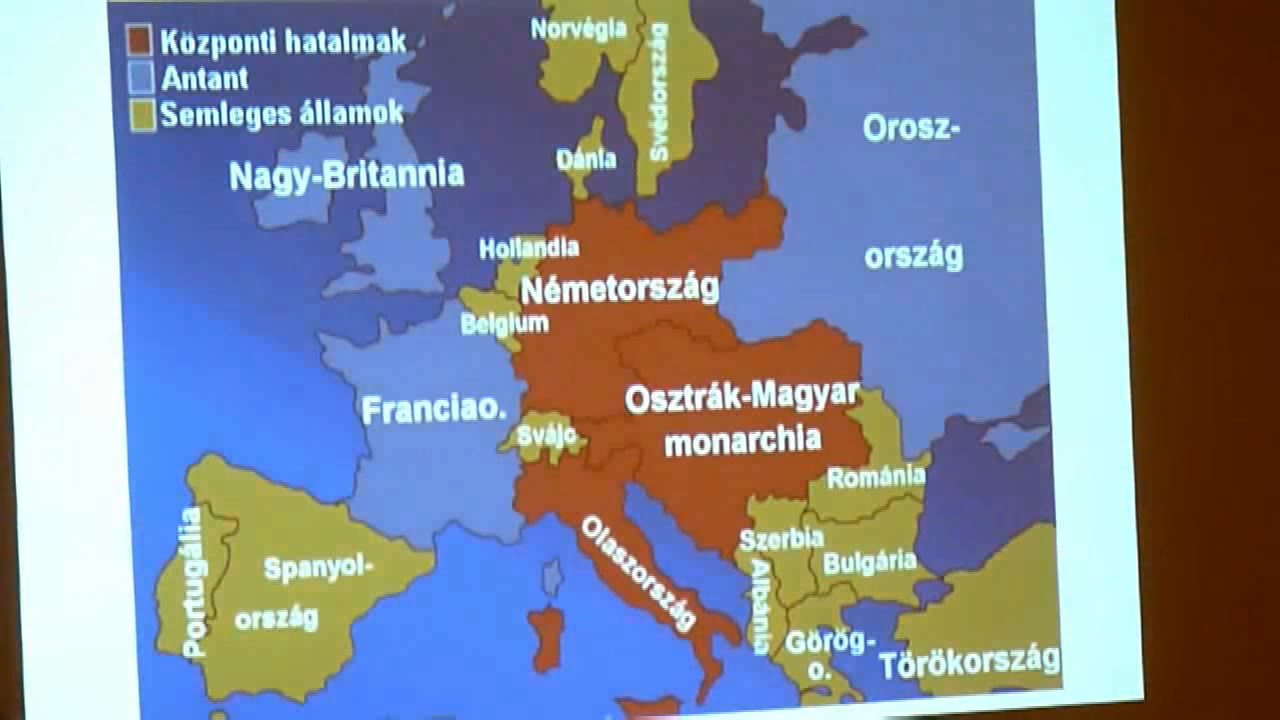 Központi hatalmak
Antant
Semleges államok
Norvégia
Svédország
Dánia
Orosz-
ország
Nagy-Britannia
Hollandia
Németország
Belgium
Franciao.
Osztrák-Magyar
monarchia
Svájc
Románia
Portugália
Spanyol-
ország
Olaszország
Szerbia
Bulgária
Albánia
Görög-
o.
Törökország